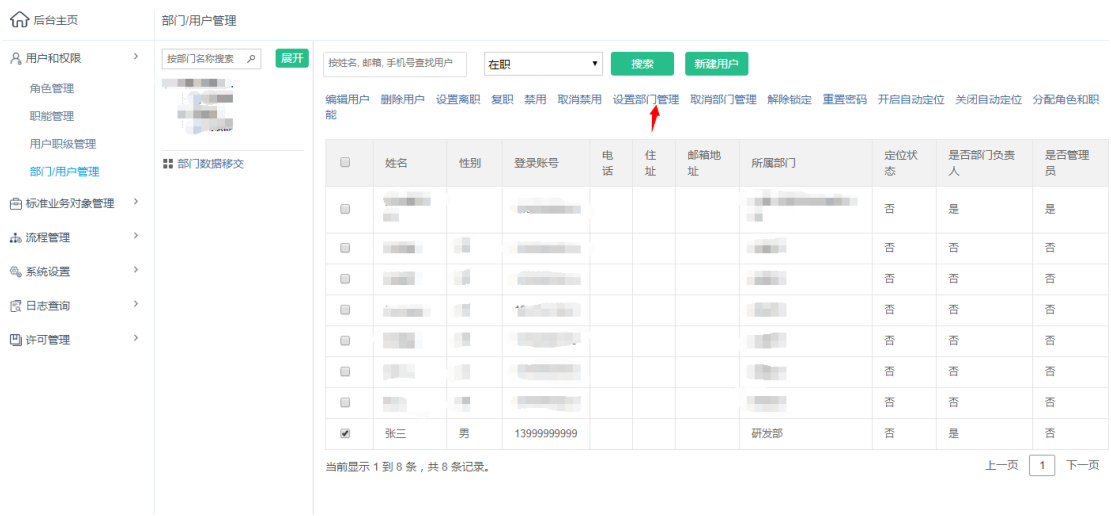 后台主页
部门/用户管理
用户和权限
角色管理
职能管理
用户职级管理
部门/用户管理
标准业务对象管理
流程管理
系统设置
日志查询
许可管理
按部门名称搜索
展开
部门数据移交
按姓名, 邮箱, 手机号查找用户
在职
搜索
新建用户
编辑用户 删除用户 设置离职 复职 禁用 取消禁用 设置部门管理 取消部门管理 解除锁定 重置密码 开启自动定位 关闭自动定位 分配角色和职
能
姓名 性别 登录账号 电话 住址 邮箱地址 所属部门 定位状态 是否部门负责人 是否管理员
否 是 是
否 否 否
否 否 否
否 否 否
否 否 否
否 否 否
否 否 否
张三 男 13999999999 研发部 否 是 否
当前显示 1 到 8 条，共 8 条记录。
上一页 1 下一页